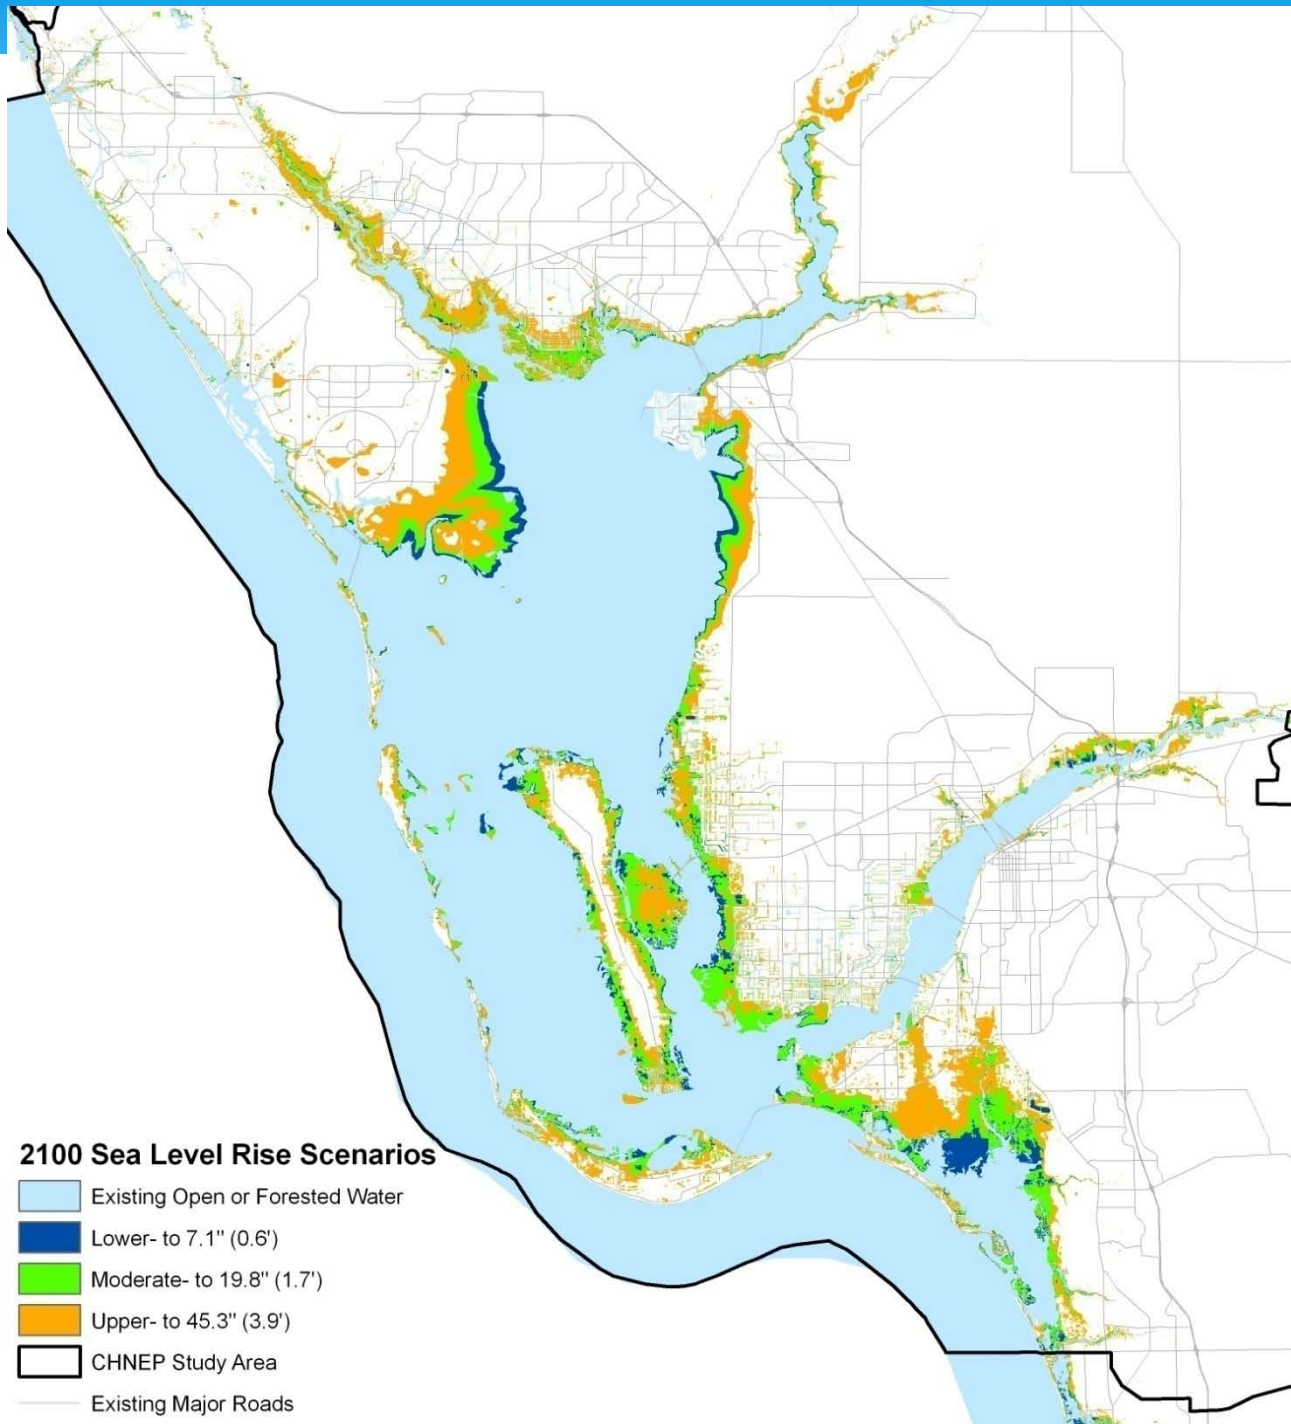 2100 Sea Level Rise Scenarios
Existing Open or Forested Water
Lower- to 7.1" (0.6')
Moderate- to 19.8" (1.7')
Upper- to 45.3" (3.9')
CHNEP Study Area
Existing Major Roads